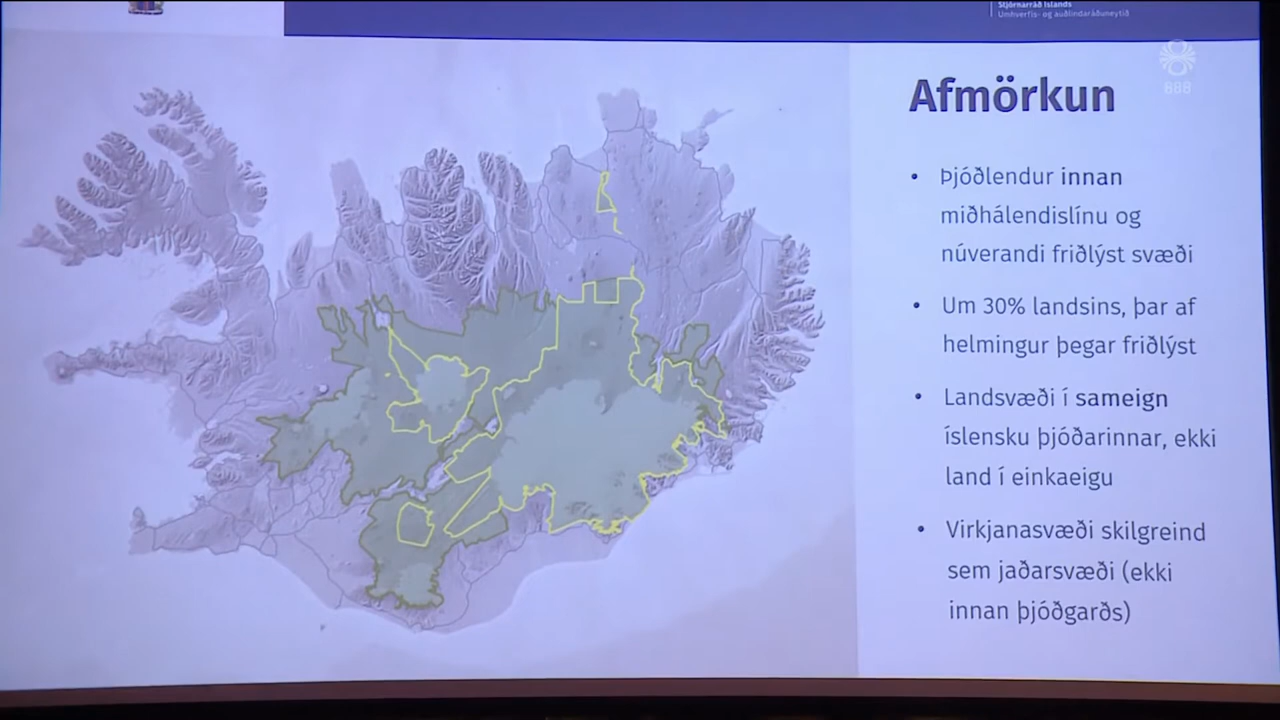 Stjórnarráð Íslands
Umhverfis- og auðlindaráðuneytið
888
Afmörkun
• Þjóðlendur innan
miðhálendislínu og
núverandi friðlýst svæði
• Um 30% landsins, þar af
helmingur þegar friðlýst
• Landsvæði í sameign
íslensku þjóðarinnar, ekki
land í einkaeigu
• Virkjanasvæði skilgreind
sem jaðarsvæði (ekki
innan þjóðgarðs)